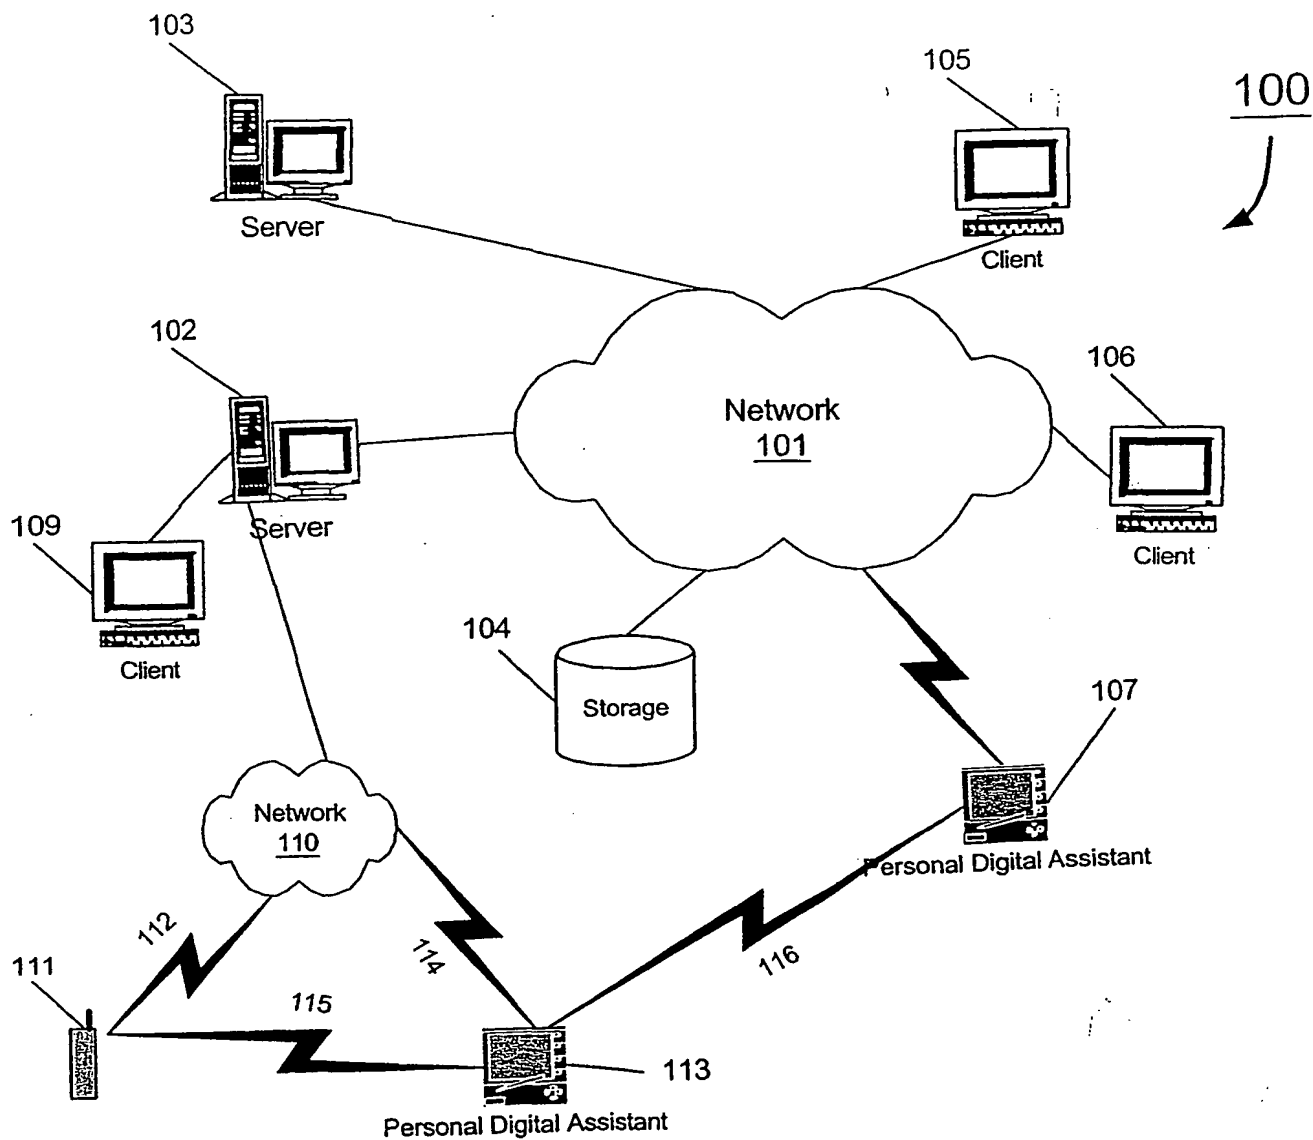 103
105
100
Server
Client
102
106
Network
101
109
Server
Client
104
Client
Storage
107
Network
110
Personal Digital Assistant
112
114
116
111
115
113
Personal Digital Assistant